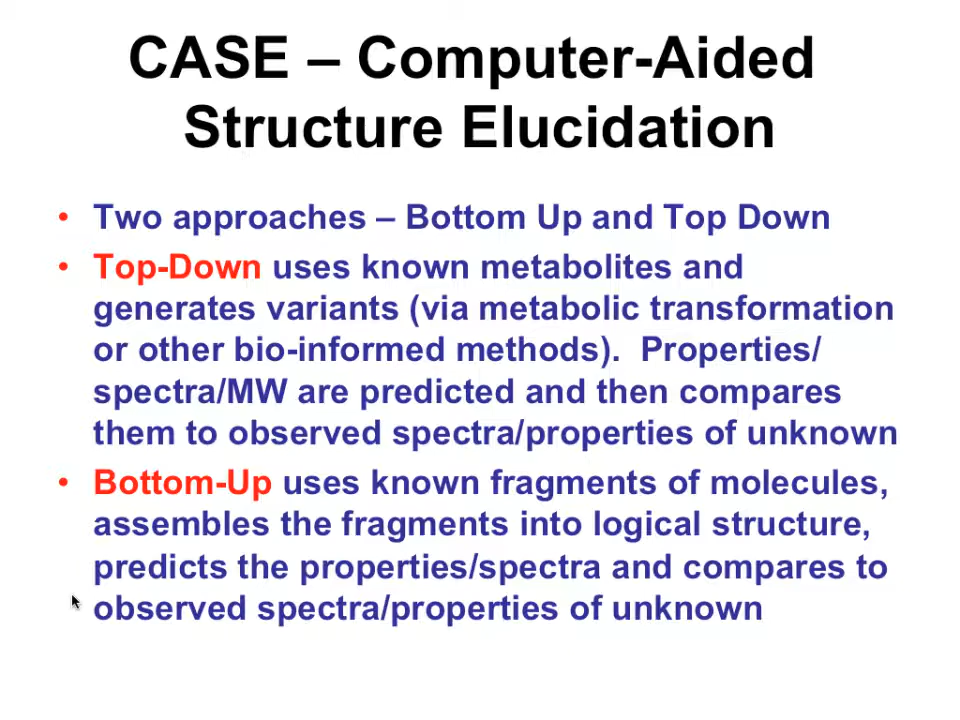 CASE – Computer-Aided
Structure Elucidation
• Two approaches – Bottom Up and Top Down
• Top-Down uses known metabolites and
generates variants (via metabolic transformation
or other bio-informed methods).  Properties/
spectra/MW are predicted and then compares
them to observed spectra/properties of unknown
• Bottom-Up uses known fragments of molecules,
assembles the fragments into logical structure,
predicts the properties/spectra and compares to
observed spectra/properties of unknown